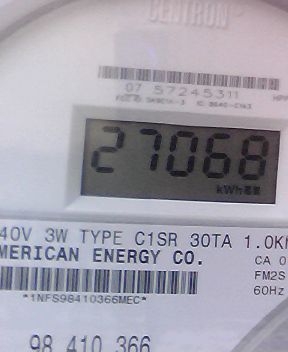 CENTRON
07 57245311
27068
kWh
40V 3W TYPE C1SR 30TA 1.0K
MERICAN ENERGY CO.
CA 0
FM2S
60Hz
*1NFS98410366MEC*
98 410 366